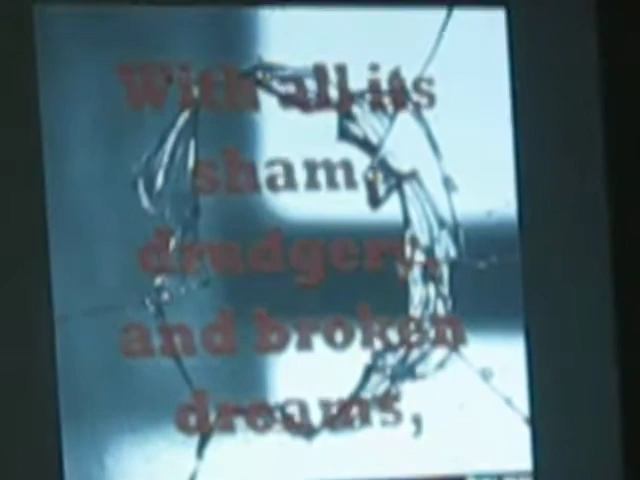 With all its
sham,
drudgery,
and broken
dreams,